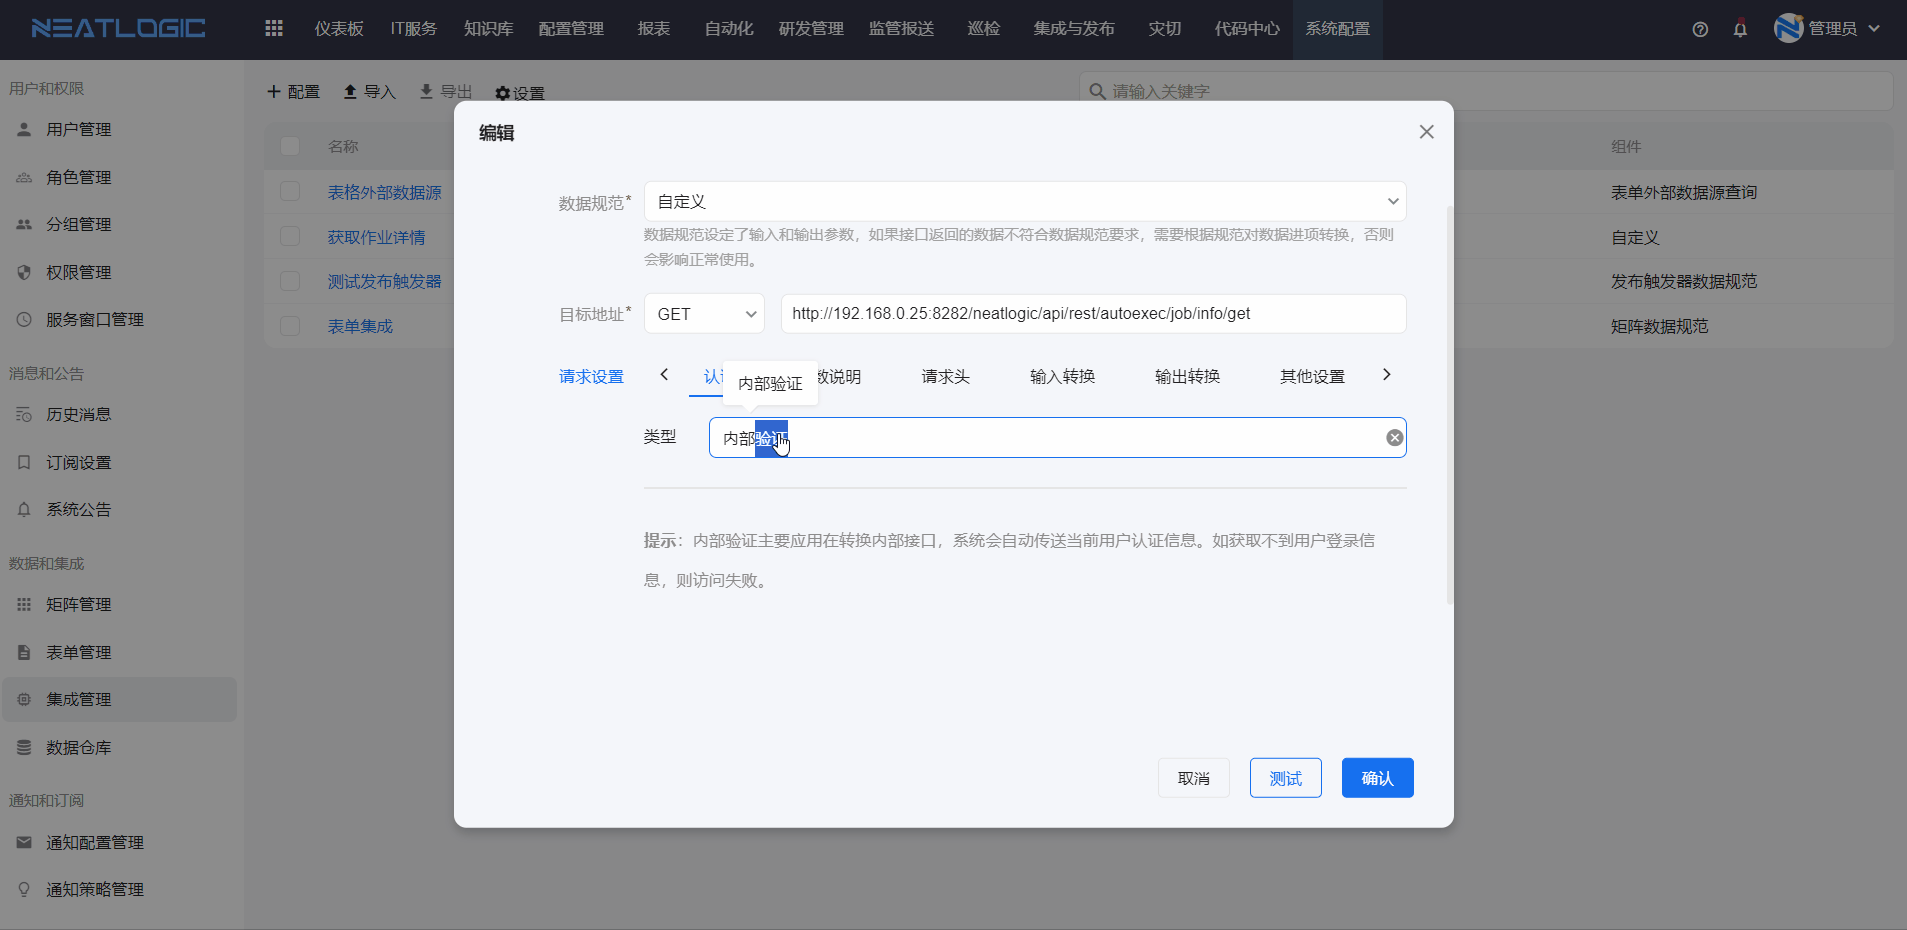 NEATLOGIC 仪表板 IT服务 知识库 配置管理 报表 自动化 研发管理 监管报送 巡检 集成与发布 灾切 代码中心 系统配置 管理员
用户和权限
用户管理
角色管理
分组管理
权限管理
服务窗口管理
消息和公告
历史消息
订阅设置
系统公告
数据和集成
矩阵管理
表单管理
集成管理
数据仓库
通知和订阅
通知配置管理
通知策略管理
配置 导入 导出 设置 请输入关键字
名称 组件
表格外部数据源 表单外部数据源查询
获取作业详情 自定义
测试发布触发器 发布触发器数据规范
表单集成 矩阵数据规范
编辑
数据规范* 自定义
数据规范设定了输入和输出参数，如果接口返回的数据不符合数据规范要求，需要根据规范对数据进项转换，否则
会影响正常使用。
目标地址* GET http://192.168.0.25:8282/neatlogic/api/rest/autoexec/job/info/get
请求设置 数说明 请求头 输入转换 输出转换 其他设置
内部验证
类型 内部验证
提示：内部验证主要应用在转换内部接口，系统会自动传送当前用户认证信息。如获取不到用户登录信
息，则访问失败。
取消 测试 确认